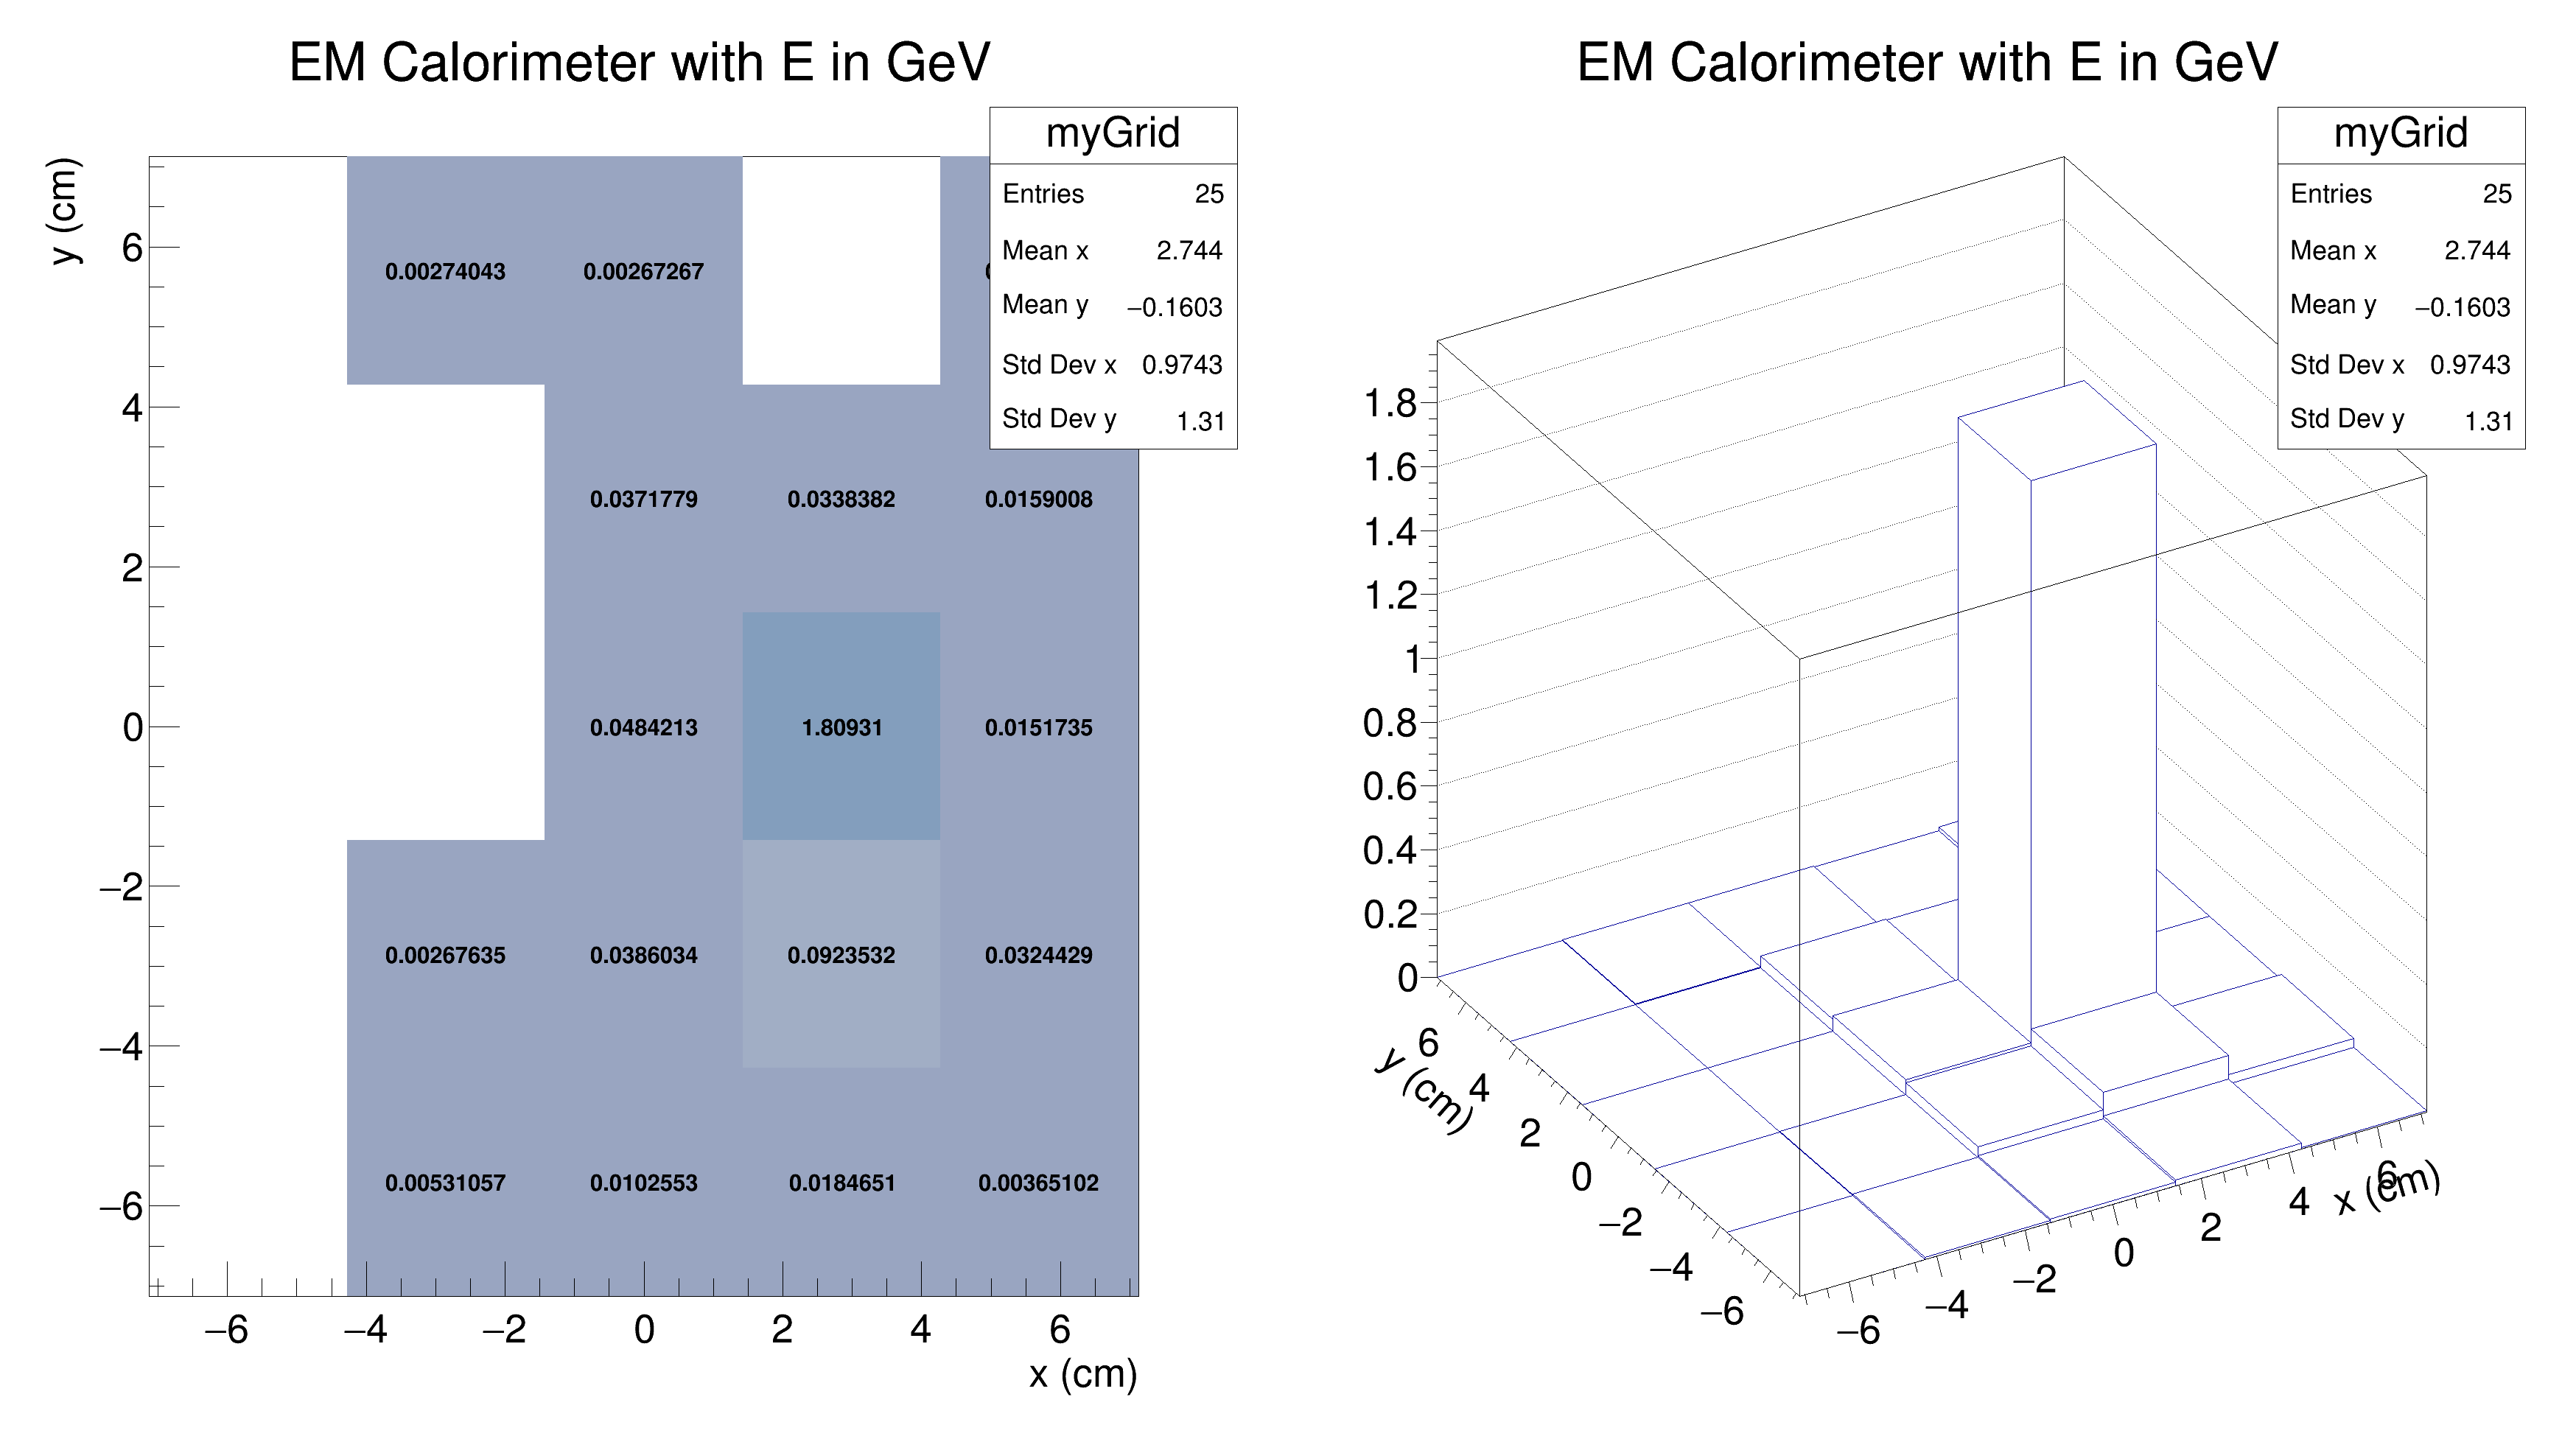 EM Calorimeter with E in GeV
myGrid
Entries 25
Mean x 2.744
Mean y −0.1603
Std Dev x 0.9743
Std Dev y 1.31
y (cm)
6
4
2
0
−2
−4
−6
0.00274043 0.00267267
0.0371779 0.0338382 0.0159008
0.0484213 1.80931 0.0151735
0.00267635 0.0386034 0.0923532 0.0324429
0.00531057 0.0102553 0.0184651 0.00365102
−6 −4 −2 0 2 4 6
x (cm)
EM Calorimeter with E in GeV
myGrid
Entries 25
Mean x 2.744
Mean y −0.1603
Std Dev x 0.9743
Std Dev y 1.31
1.8
1.6
1.4
1.2
1
0.8
0.6
0.4
0.2
0
6
4
2
0
−2
−4
−6
y (cm)
−6 −4 −2 0 2 4 6
x (cm)